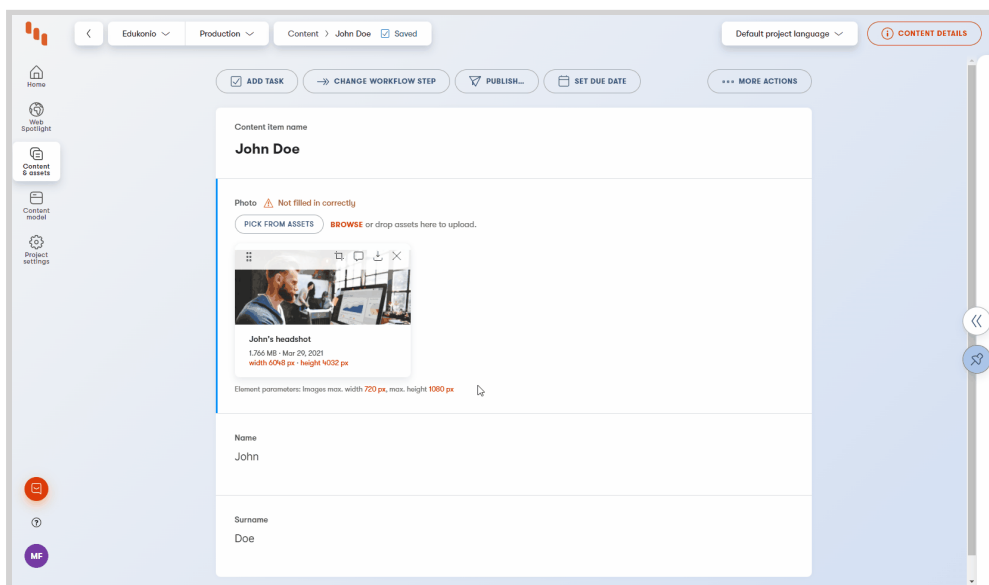 Edukonio
Production
Content > John Doe Saved
Default project language
CONTENT DETAILS
Home
Web
Spotlight
Content
& assets
Content
model
Project
settings
MF
ADD TASK
CHANGE WORKFLOW STEP
PUBLISH...
SET DUE DATE
MORE ACTIONS
Content item name
John Doe
Photo Not filled in correctly
PICK FROM ASSETS BROWSE or drop assets here to upload.
John's headshot
1.766 MB · Mar 29, 2021
width 6048 px · height 4032 px
Element parameters: Images max. width 720 px, max. height 1080 px
Name
John
Surname
Doe